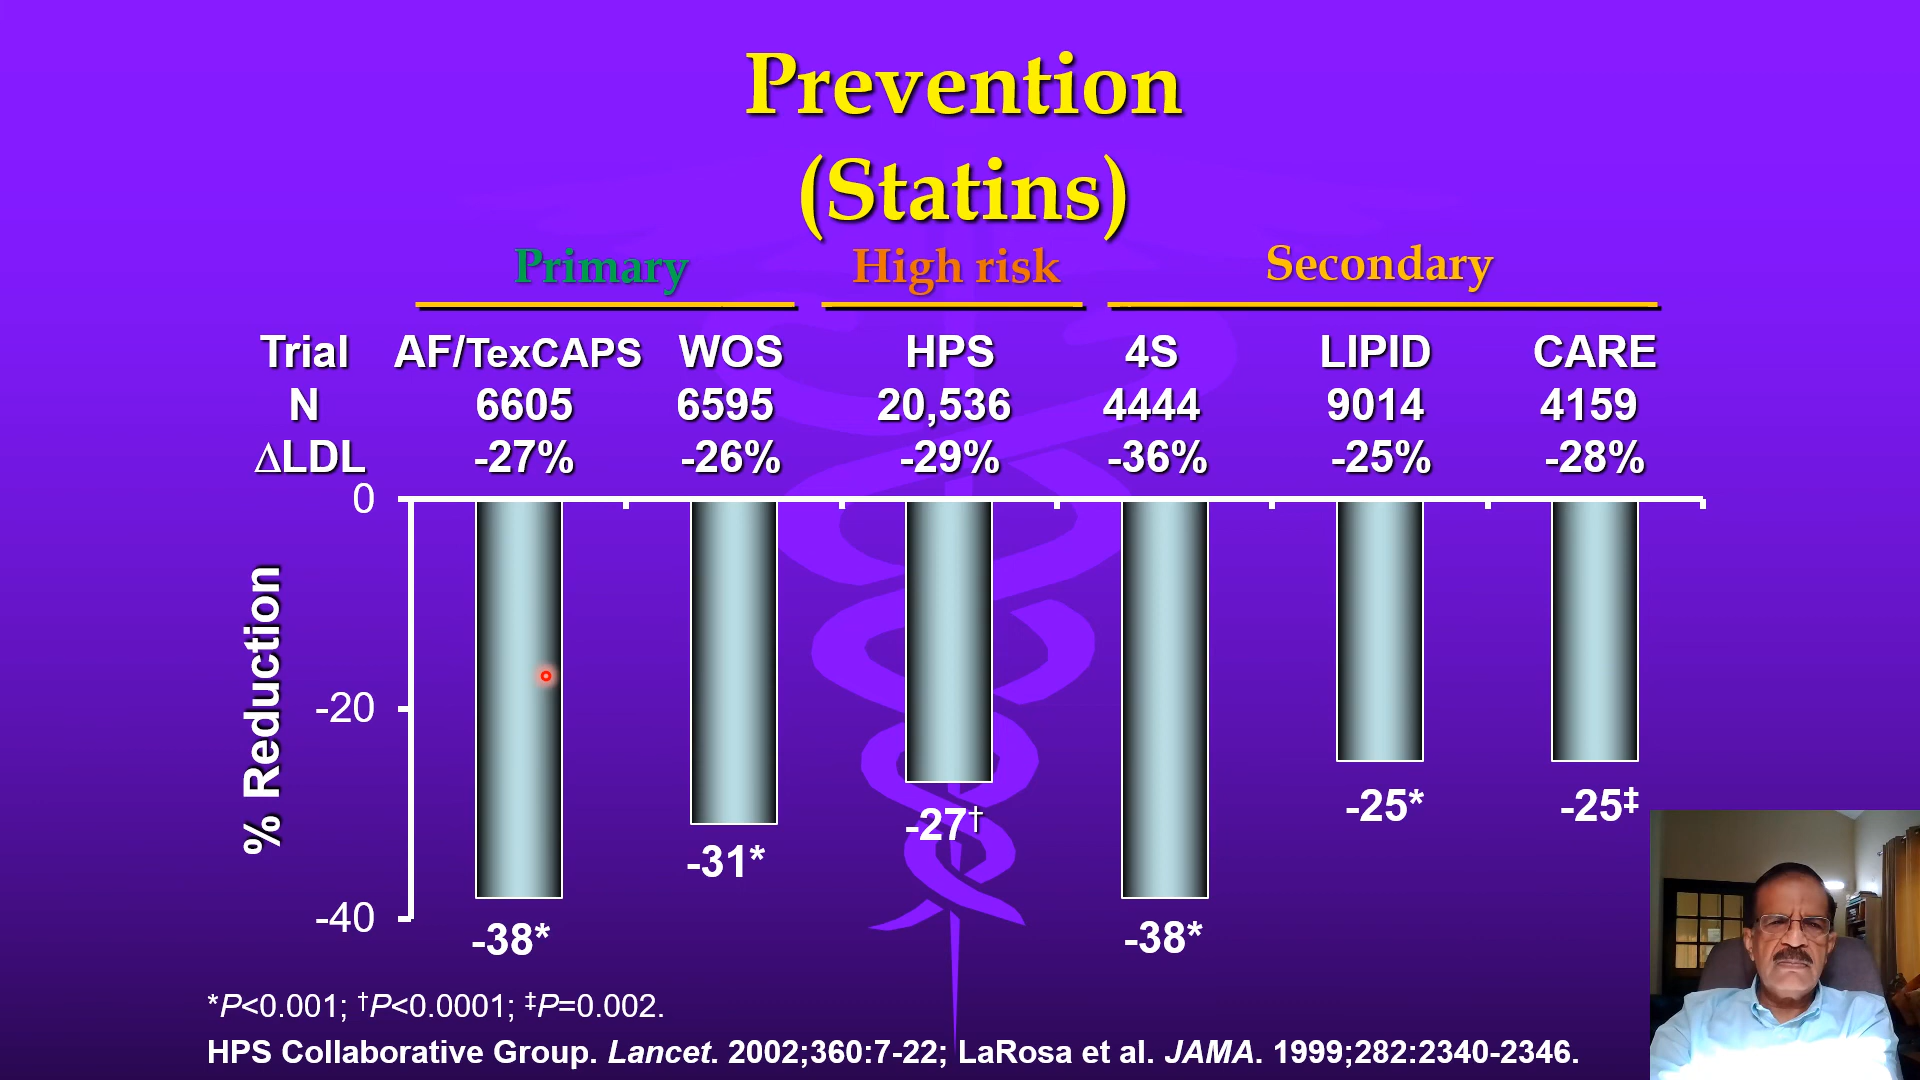 Prevention
(Statins)
Primary High risk Secondary
Trial AF/TexCAPS WOS HPS 4S LIPID CARE
N 6605 6595 20,536 4444 9014 4159
ΔLDL -27% -26% -29% -36% -25% -28%
0
-20
-40
% Reduction
-38* -31* -27† -38* -25* -25‡
*P<0.001; †P<0.0001; ‡P=0.002.
HPS Collaborative Group. Lancet. 2002;360:7-22; LaRosa et al. JAMA. 1999;282:2340-2346.